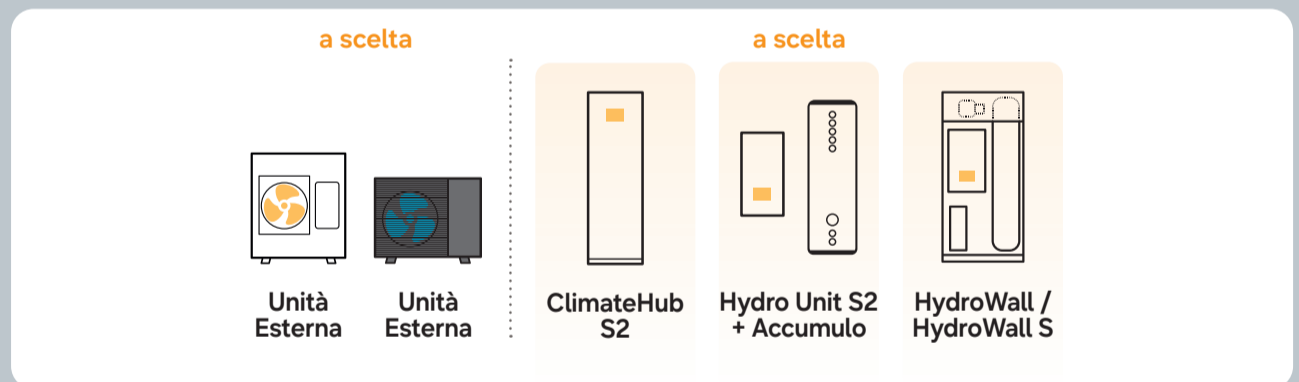 a scelta
a scelta
Unità
Esterna
Unità
Esterna
ClimateHub
S2
Hydro Unit S2
+ Accumulo
HydroWall /
HydroWall S